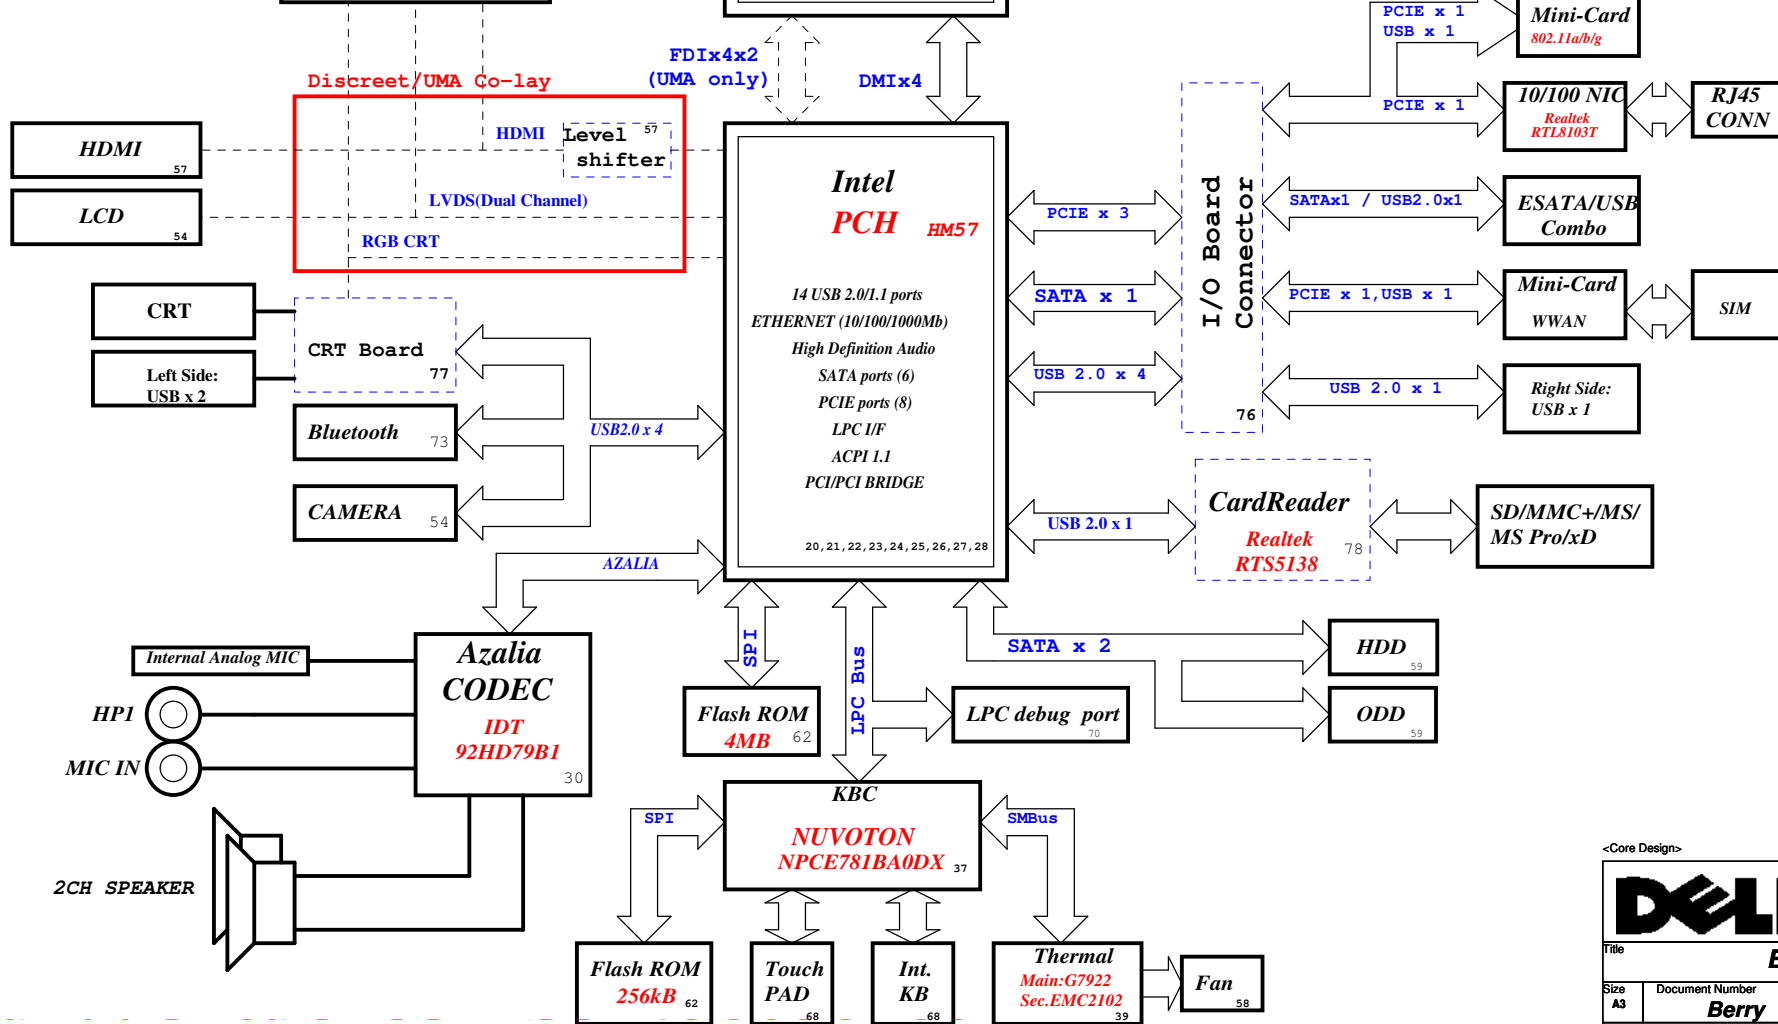 PCIE x 1
USB x 1
Mini-Card
802.11a/b/g
FDIx4x2
(UMA only)
DMIx4
Discreet/UMA Co-lay
PCIE x 1
10/100 NIC
Realtek
RTL8103T
RJ45
CONN
HDMI
57
HDMI
Level
shifter
57
LCD
54
LVDS(Dual Channel)
RGB CRT
Intel
PCH HM57
14 USB 2.0/1.1 ports
ETHERNET (10/100/1000Mb)
High Definition Audio
SATA ports (6)
PCIE ports (8)
LPC I/F
ACPI 1.1
PCI/PCI BRIDGE
20,21,22,23,24,25,26,27,28
PCIE x 3
SATA x 1
USB 2.0 x 4
I/O Board
Connector
76
SATAx1 / USB2.0x1
ESATA/USB
Combo
PCIE x 1,USB x 1
Mini-Card
WWAN
SIM
USB 2.0 x 1
Right Side:
USB x 1
CRT
Left Side:
USB x 2
CRT Board
77
Bluetooth
73
CAMERA
54
USB2.0 x 4
AZALIA
USB 2.0 x 1
CardReader
Realtek
RTS5138
78
SD/MMC+/MS/
MS Pro/xD
Internal Analog MIC
HP1
MIC IN
Azalia
CODEC
IDT
92HD79B1
30
2CH SPEAKER
SPI
LPC Bus
SATA x 2
HDD
59
ODD
59
Flash ROM
4MB
62
LPC debug port
70
KBC
NUVOTON
NPCE781BA0DX
37
SPI
SMBus
Flash ROM
256kB
62
Touch
PAD
68
Int.
KB
68
Thermal
Main:G7922
Sec.EMC2102
39
Fan
58
<Core Design>
DELL
Title
Size
A3
Document Number
Berry